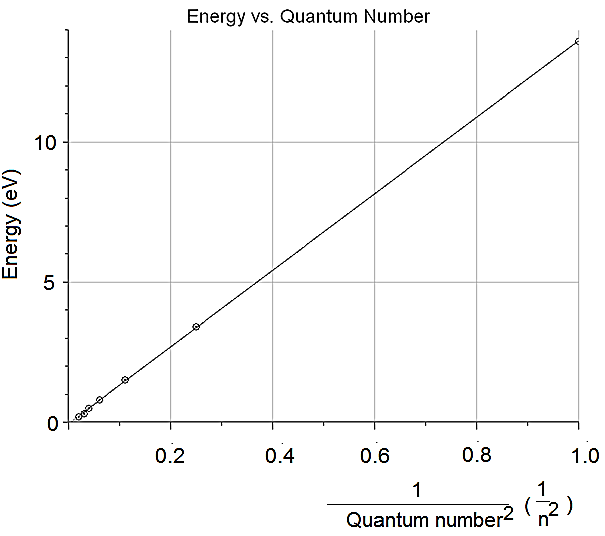 Energy vs. Quantum Number
Energy (eV)
10
5
0
0.2 0.4 0.6 0.8 1.0
1 / Quantum number² (1/n²)